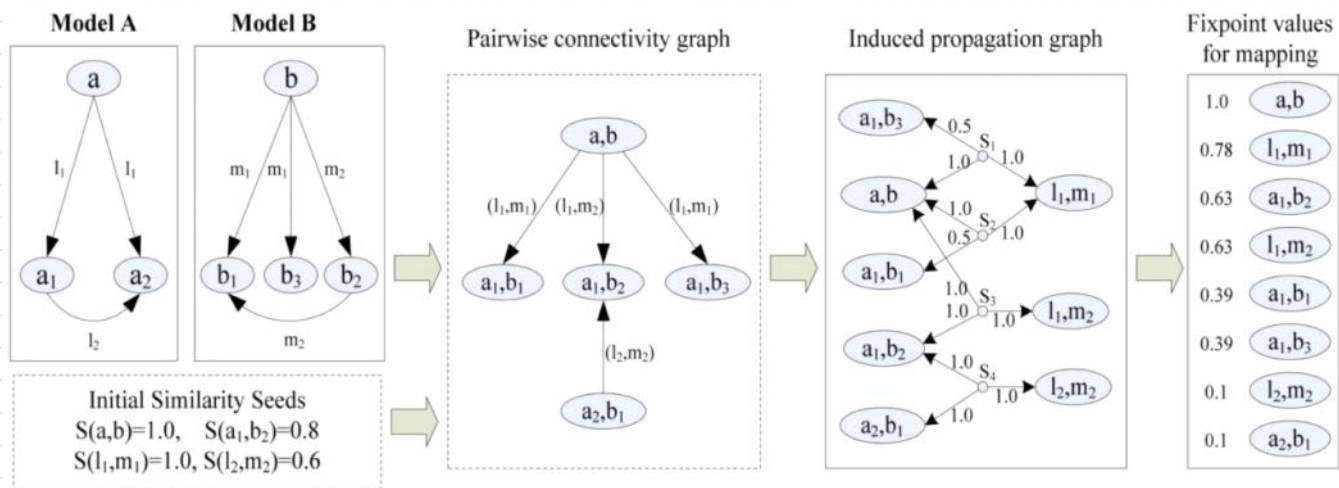 Model A
a
l₁
l₁
a₁
a₂
l₂
Model B
b
m₁
m₁
m₂
b₁
b₃
b₂
m₂
Initial Similarity Seeds
S(a,b)=1.0, S(a₁,b₂)=0.8
S(l₁,m₁)=1.0, S(l₂,m₂)=0.6
Pairwise connectivity graph
a,b
(l₁,m₁)
(l₁,m₂)
(l₁,m₁)
a₁,b₁
a₁,b₂
a₁,b₃
(l₂,m₂)
a₂,b₁
Induced propagation graph
a₁,b₃
0.5
S₁
1.0
1.0
a,b
l₁,m₁
1.0
S₂
0.5
1.0
a₁,b₁
1.0
S₃
1.0
1.0
l₁,m₂
a₁,b₂
1.0
S₄
1.0
l₂,m₂
1.0
a₂,b₁
Fixpoint values
for mapping
1.0 a,b
0.78 l₁,m₁
0.63 a₁,b₂
0.63 l₁,m₂
0.39 a₁,b₁
0.39 a₁,b₃
0.1 l₂,m₂
0.1 a₂,b₁